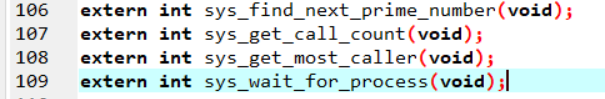 106 extern int sys_find_next_prime_number(void);
107 extern int sys_get_call_count(void);
108 extern int sys_get_most_caller(void);
109 extern int sys_wait_for_process(void);